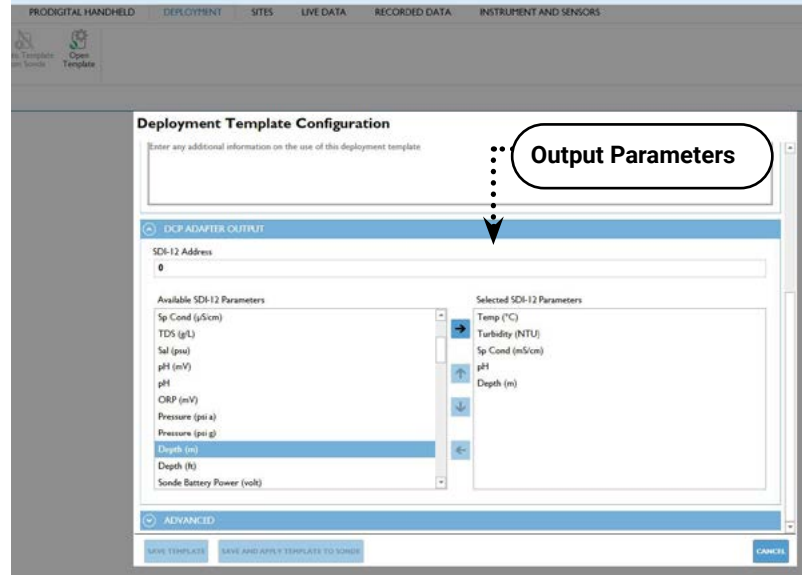 PRODIGITAL HANDHELD DEPLOYMENT SITES LIVE DATA RECORDED DATA INSTRUMENT AND SENSORS
Template Open
Sonde Template
Deployment Template Configuration
Enter any additional information on the use of this deployment template
Output Parameters
DCP ADAPTER OUTPUT
SDI-12 Address
0
Available SDI-12 Parameters
Sp Cond (µS/cm)
TDS (g/L)
Sal (psu)
pH (mV)
pH
ORP (mV)
Pressure (psi a)
Pressure (psi g)
Depth (m)
Depth (ft)
Sonde Battery Power (volt)
Selected SDI-12 Parameters
Temp (°C)
Turbidity (NTU)
Sp Cond (mS/cm)
pH
Depth (m)
ADVANCED
SAVE TEMPLATE SAVE AND APPLY TEMPLATE TO SONDE CANCEL